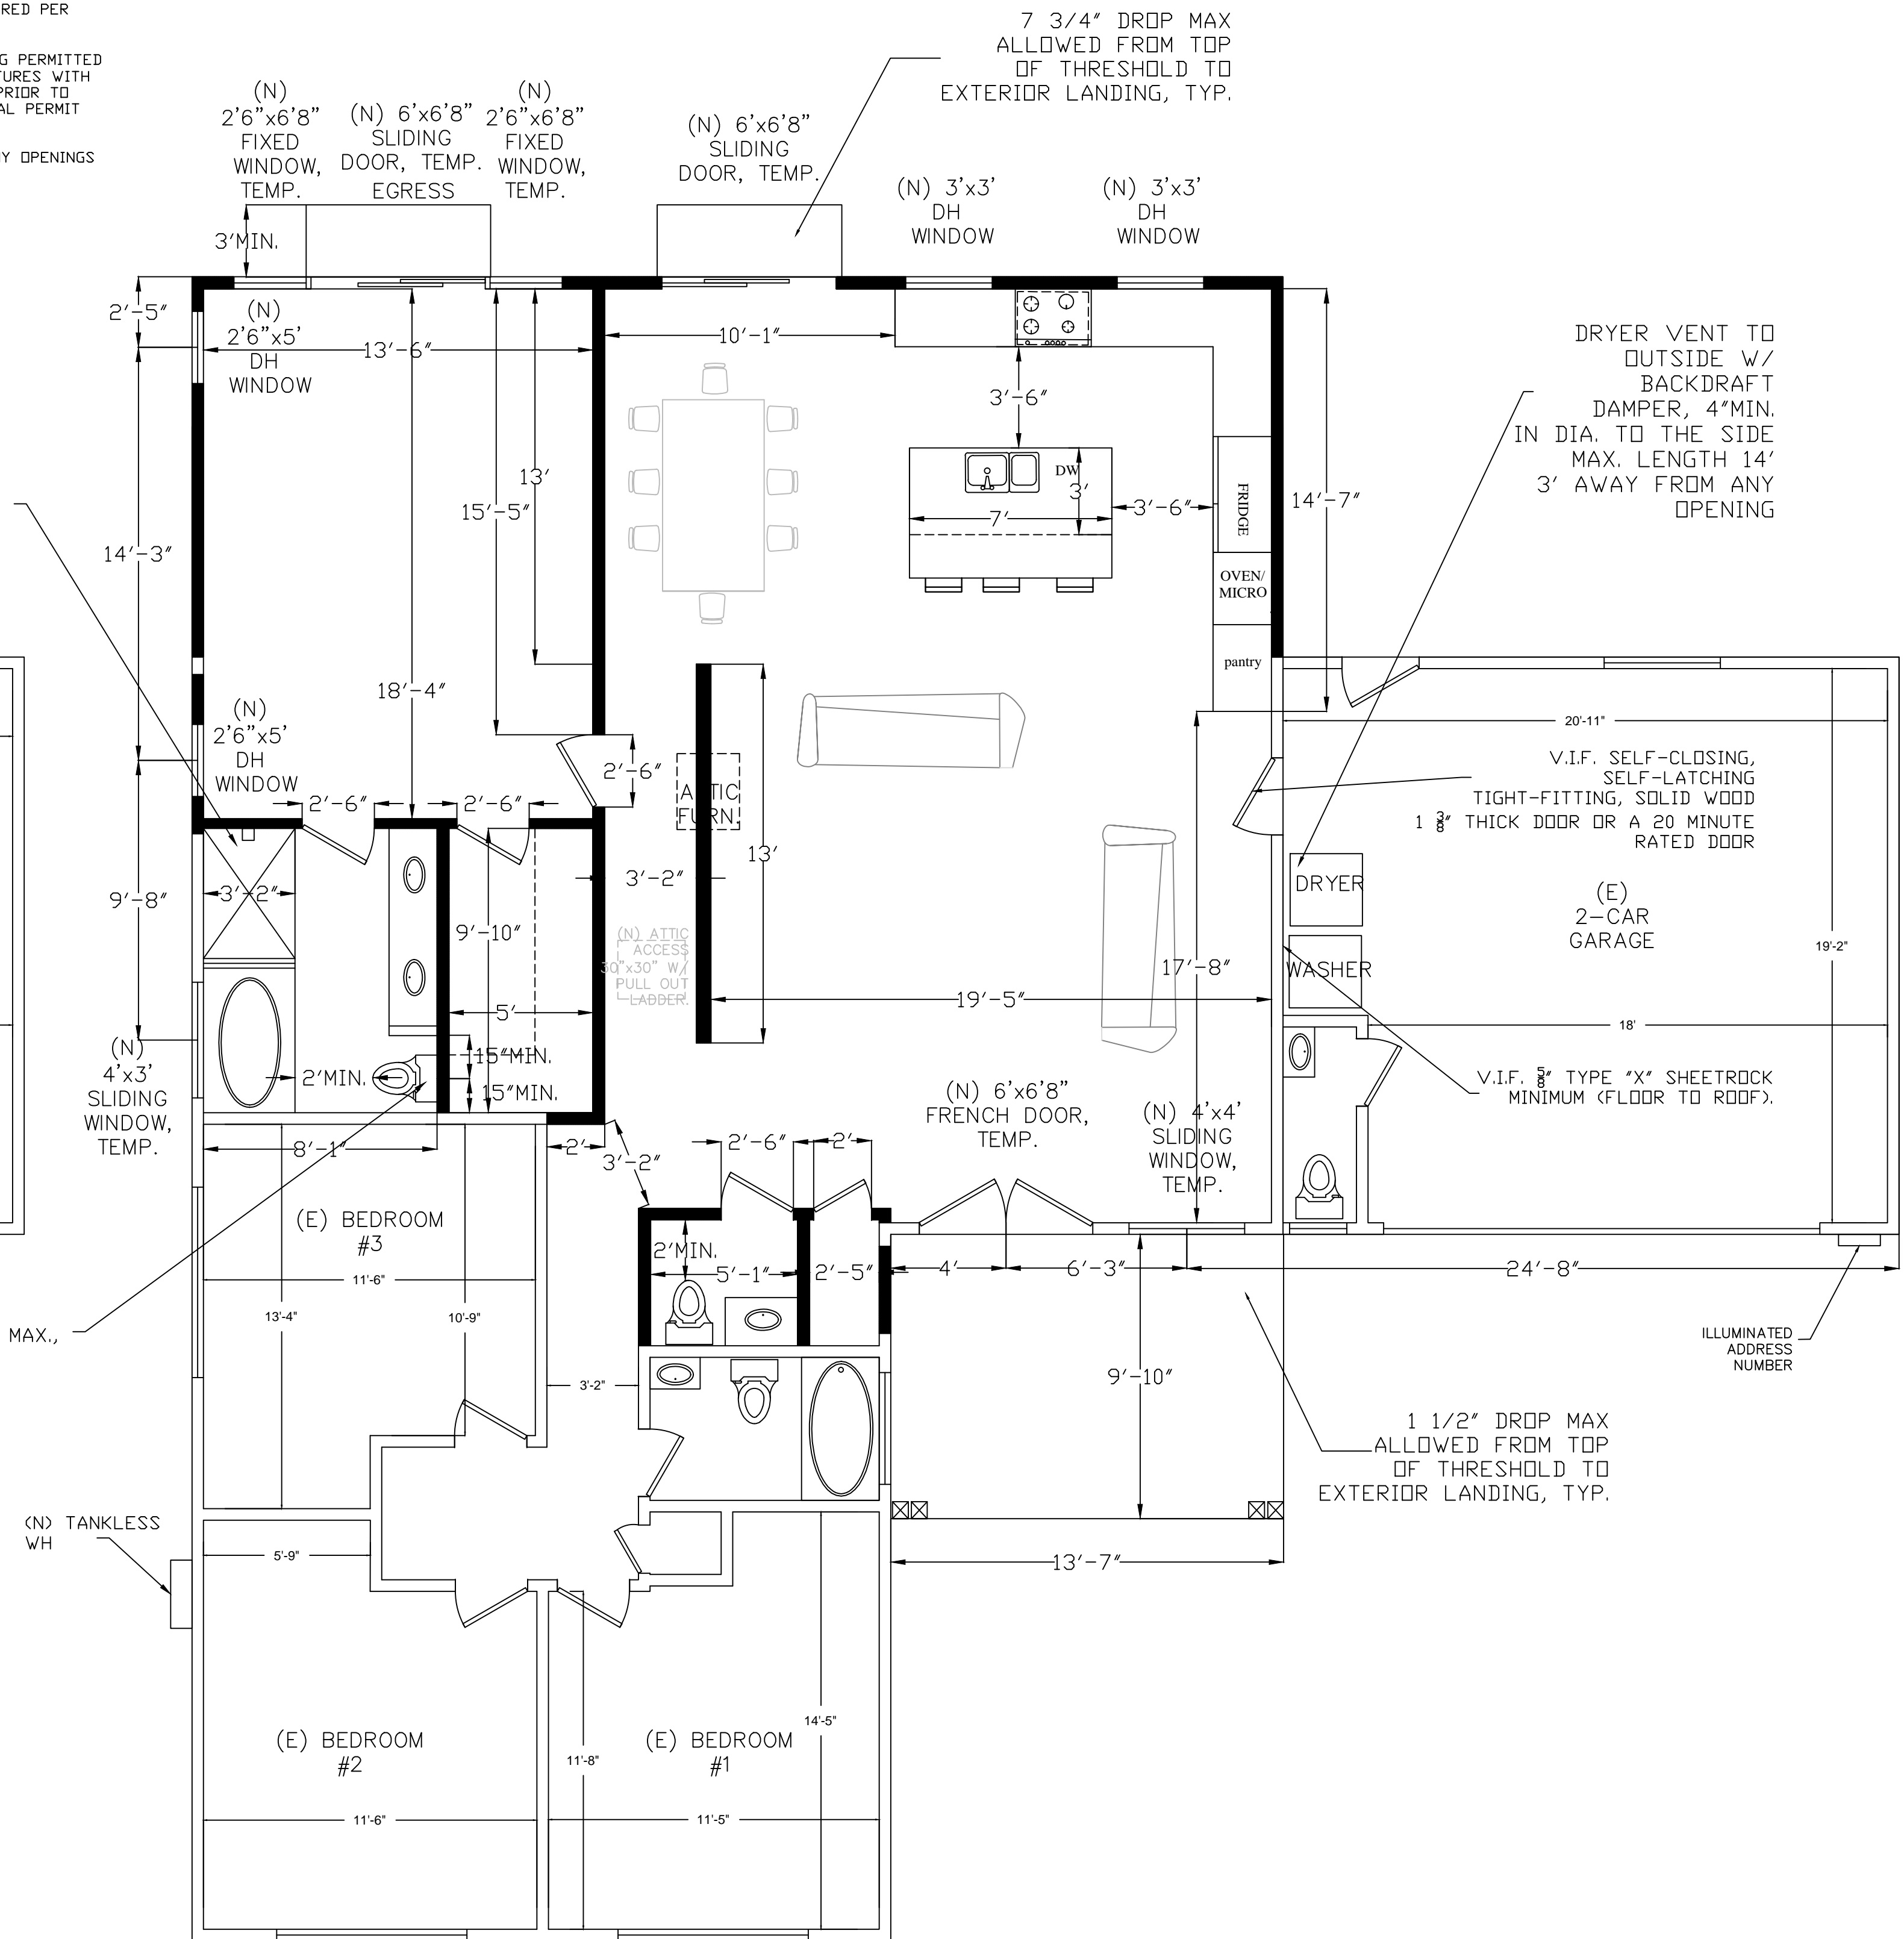 RED PER
G PERMITTED
TURES WITH
PRIOR TO
AL PERMIT
Y OPENINGS
7 3/4" DROP MAX
ALLOWED FROM TOP
OF THRESHOLD TO
EXTERIOR LANDING, TYP.
(N)
2'6"x6'8"
FIXED
WINDOW,
TEMP.
(N) 6'x6'8"
SLIDING
DOOR, TEMP.
EGRESS
(N)
2'6"x6'8"
FIXED
WINDOW,
TEMP.
(N) 6'x6'8"
SLIDING
DOOR, TEMP.
(N) 3'x3'
DH
WINDOW
(N) 3'x3'
DH
WINDOW
3'MIN.
2'-5"
(N)
2'6"x5'
DH
WINDOW
13'-6"
10'-1"
3'-6"
DRYER VENT TO
OUTSIDE W/
BACKDRAFT
DAMPER, 4"MIN.
IN DIA. TO THE SIDE
MAX. LENGTH 14'
3' AWAY FROM ANY
OPENING
13'
15'-5"
14'-3"
DW
3'
7'
3'-6"
FRIDGE
14'-7"
OVEN/
MICRO
pantry
18'-4"
(N)
2'6"x5'
DH
WINDOW
2'-6"
2'-6"
2'-6"
ATTIC
FURN.
20'-11"
V.I.F. SELF-CLOSING,
SELF-LATCHING
TIGHT-FITTING, SOLID WOOD
1 3/8" THICK DOOR OR A 20 MINUTE
RATED DOOR
13'
3'-2"
3'-2"
9'-8"
9'-10"
DRYER
(E)
2-CAR
GARAGE
19'-2"
(N) ATTIC
ACCESS
30"x30" W/
PULL OUT
LADDER.
17'-8"
WASHER
5'
19'-5"
18'
(N)
4'x3'
SLIDING
WINDOW,
TEMP.
2'MIN.
15"MIN.
15"MIN.
V.I.F. 5/8" TYPE "X" SHEETROCK
MINIMUM (FLOOR TO ROOF).
(N) 6'x6'8"
FRENCH DOOR,
TEMP.
(N) 4'x4'
SLIDING
WINDOW,
TEMP.
8'-1"
2'
3'-2"
2'-6"
2'
(E) BEDROOM
#3
2'MIN.
5'-1"
2'-5"
4'
6'-3"
24'-8"
11'-6"
13'-4"
10'-9"
MAX.,
ILLUMINATED
ADDRESS
NUMBER
3'-2"
9'-10"
1 1/2" DROP MAX
ALLOWED FROM TOP
OF THRESHOLD TO
EXTERIOR LANDING, TYP.
(N) TANKLESS
WH
5'-9"
13'-7"
14'-5"
(E) BEDROOM
#2
(E) BEDROOM
#1
11'-8"
11'-6"
11'-5"